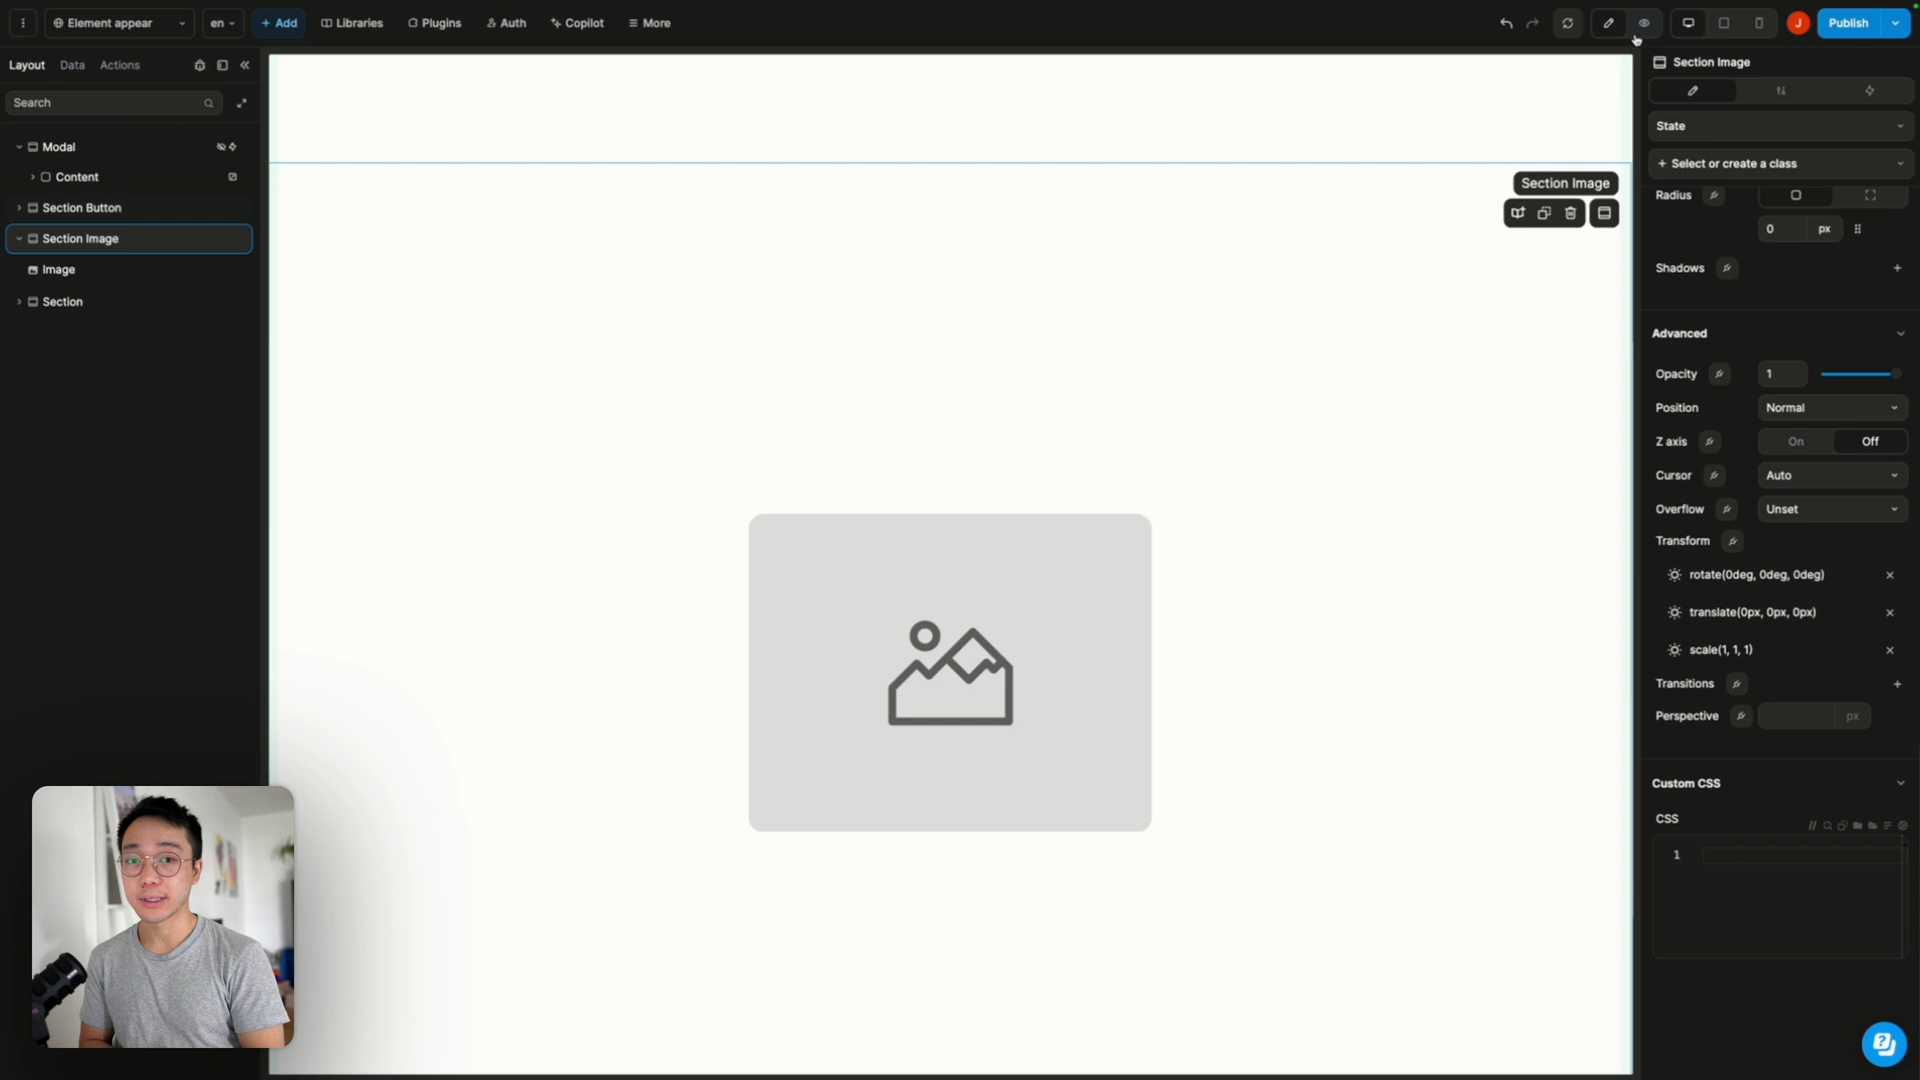 Element appear
en
+ Add
Libraries
Plugins
Auth
Copilot
More
J
Publish
Layout
Data
Actions
Search
Modal
Content
Section Button
Section Image
Image
Section
Section Image
Section Image
State
+ Select or create a class
Radius
0
px
Shadows
Advanced
Opacity
1
Position
Normal
Z axis
On
Off
Cursor
Auto
Overflow
Unset
Transform
rotate(0deg, 0deg, 0deg)
translate(0px, 0px, 0px)
scale(1, 1, 1)
Transitions
Perspective
px
Custom CSS
CSS
//
1